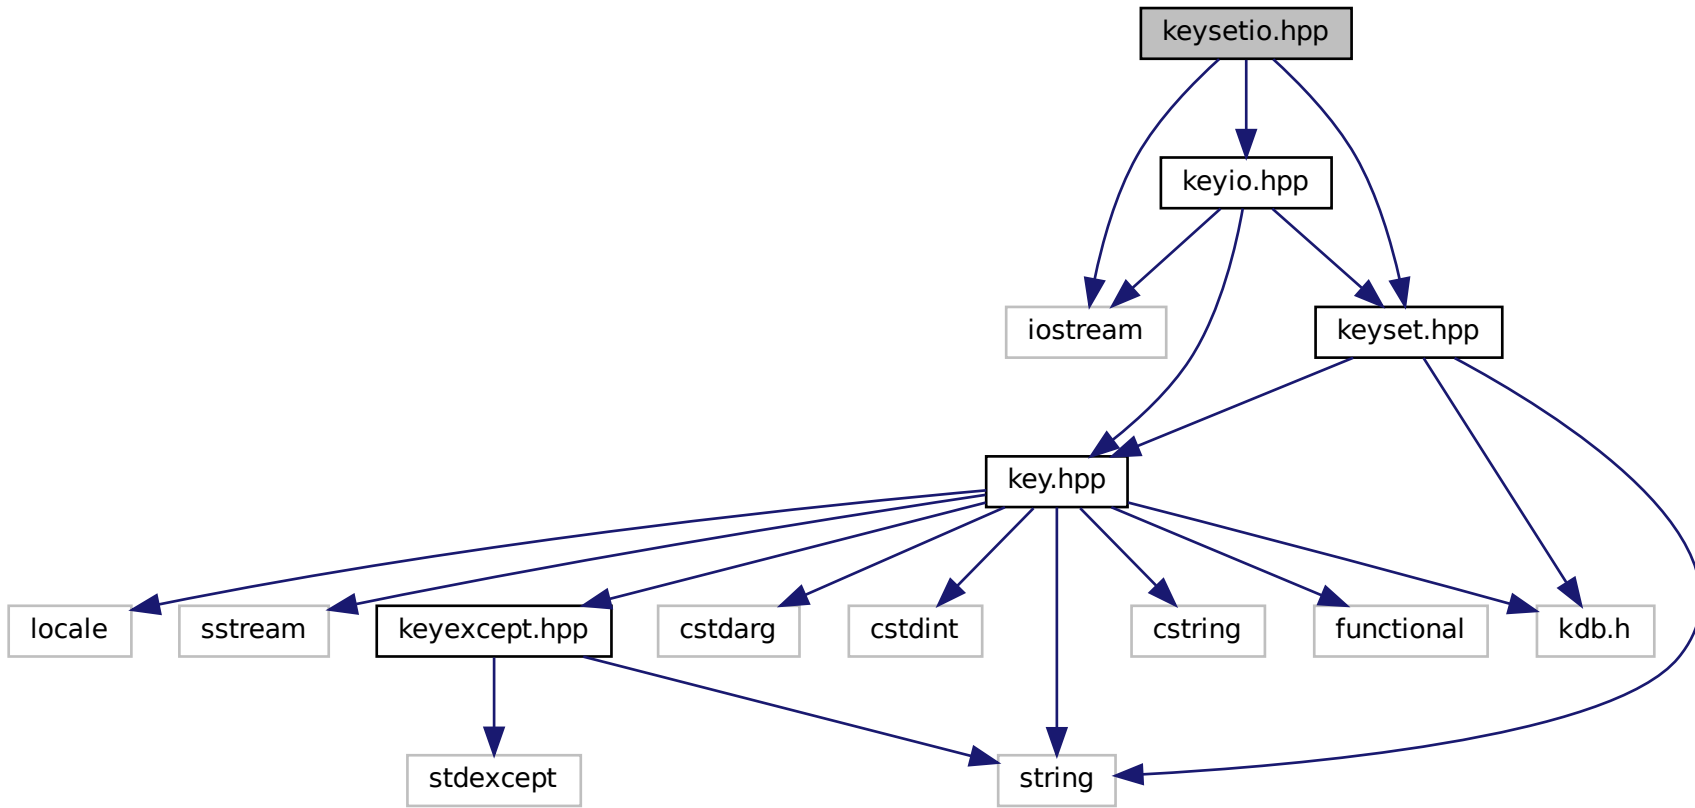 keysetio.hpp
keyio.hpp
iostream
keyset.hpp
key.hpp
locale
sstream
keyexcept.hpp
cstdarg
cstdint
cstring
functional
kdb.h
stdexcept
string